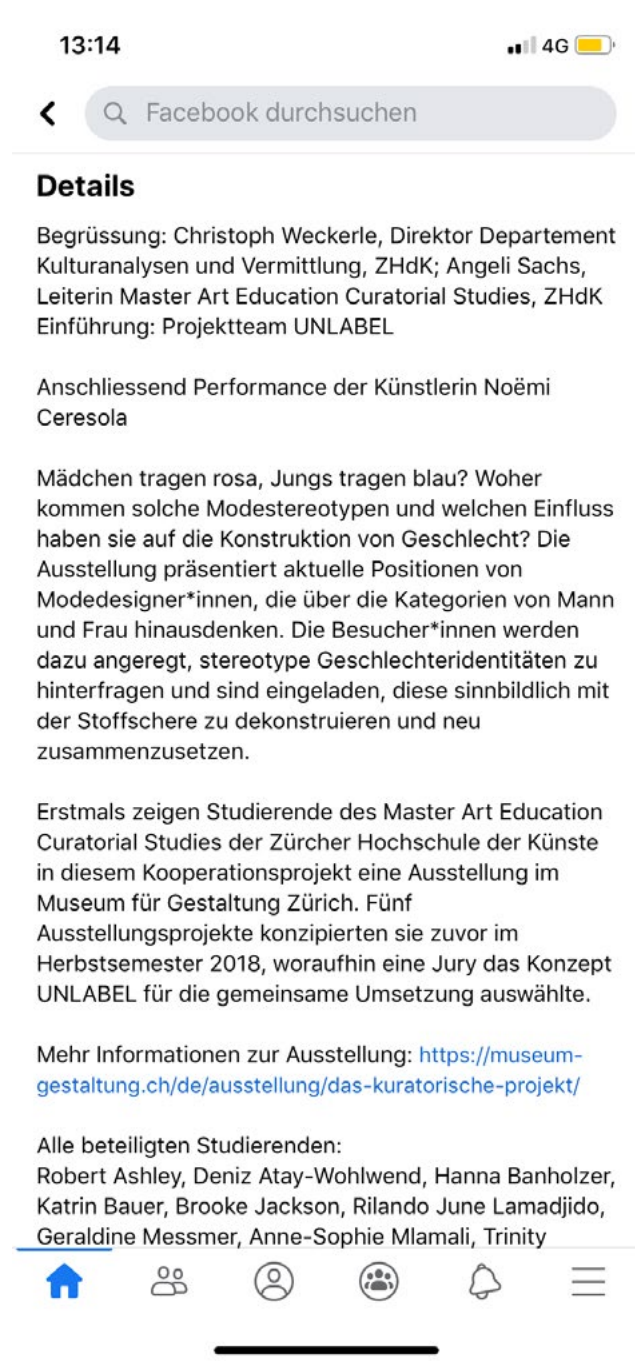 13:14
4G
Facebook durchsuchen
Details
Begrüssung: Christoph Weckerle, Direktor Departement
Kulturanalysen und Vermittlung, ZHdK; Angeli Sachs,
Leiterin Master Art Education Curatorial Studies, ZHdK
Einführung: Projektteam UNLABEL
Anschliessend Performance der Künstlerin Noëmi
Ceresola
Mädchen tragen rosa, Jungs tragen blau? Woher
kommen solche Modestereotypen und welchen Einfluss
haben sie auf die Konstruktion von Geschlecht? Die
Ausstellung präsentiert aktuelle Positionen von
Modedesigner*innen, die über die Kategorien von Mann
und Frau hinausdenken. Die Besucher*innen werden
dazu angeregt, stereotype Geschlechteridentitäten zu
hinterfragen und sind eingeladen, diese sinnbildlich mit
der Stoffschere zu dekonstruieren und neu
zusammenzusetzen.
Erstmals zeigen Studierende des Master Art Education
Curatorial Studies der Zürcher Hochschule der Künste
in diesem Kooperationsprojekt eine Ausstellung im
Museum für Gestaltung Zürich. Fünf
Ausstellungsprojekte konzipierten sie zuvor im
Herbstsemester 2018, woraufhin eine Jury das Konzept
UNLABEL für die gemeinsame Umsetzung auswählte.
Mehr Informationen zur Ausstellung: https://museum-
gestaltung.ch/de/ausstellung/das-kuratorische-projekt/
Alle beteiligten Studierenden:
Robert Ashley, Deniz Atay-Wohlwend, Hanna Banholzer,
Katrin Bauer, Brooke Jackson, Rilando June Lamadjido,
Geraldine Messmer, Anne-Sophie Mlamali, Trinity